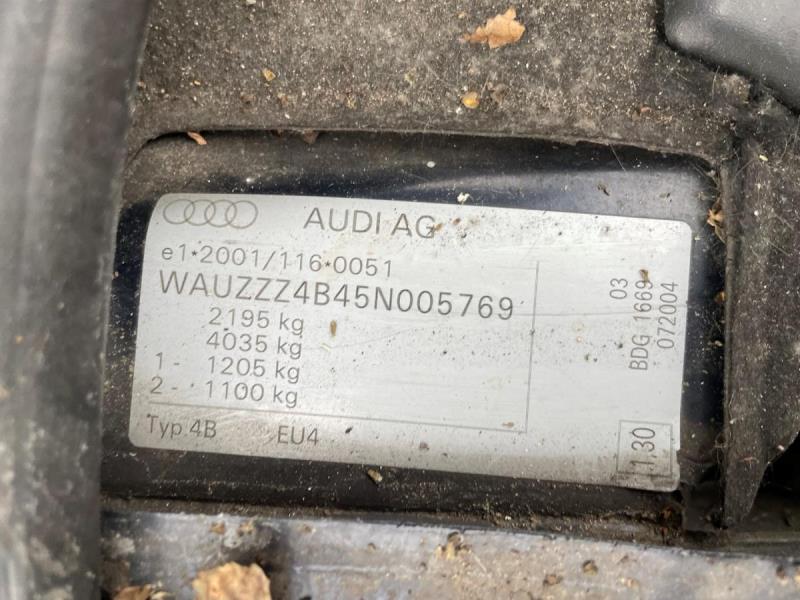 AUDI AG
e1*2001/116*0051
WAUZZZ4B45N005769
2195 kg
4035 kg
1 - 1205 kg
2 - 1100 kg
Typ 4B EU4
03
BDG 1669
072004
1.30